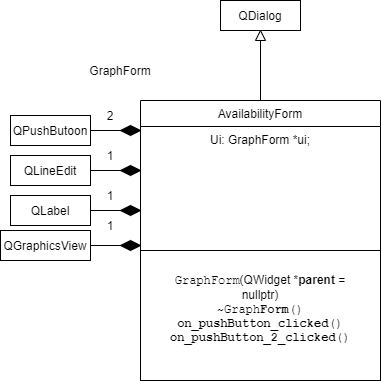 QDialog
GraphForm
2
QPushButoon
1
QLineEdit
1
QLabel
1
QGraphicsView
AvailabilityForm
Ui: GraphForm *ui;
GraphForm(QWidget *parent =
nullptr)
~GraphForm()
on_pushButton_clicked()
on_pushButton_2_clicked()